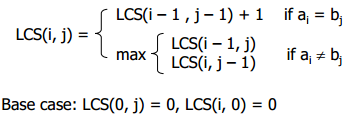 LCS(i – 1 , j – 1) + 1 if aᵢ = bⱼ
LCS(i, j) =
max
LCS(i – 1, j)
LCS(i, j – 1)
if aᵢ ≠ bⱼ
Base case: LCS(0, j) = 0, LCS(i, 0) = 0